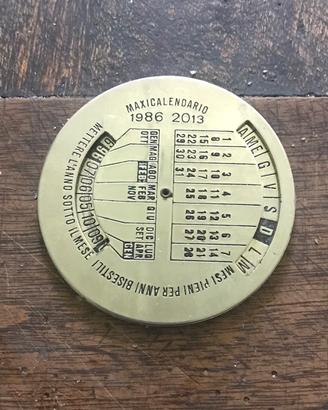 MAXICALENDARIO
1986 2013
METTERE L'ANNO SOTTO IL MESE
GEN MAG AGO MAR GIU DIC LUG
OTT FEB FEB NOV SET APR
GEN
29 22 15 8 1
30 23 16 9 2
31 24 17 10 3
25 18 11 4
26 19 12 5
27 20 13 6
28 21 14 7
G V S D L
MESI PIENI PER ANNI BISESTILI